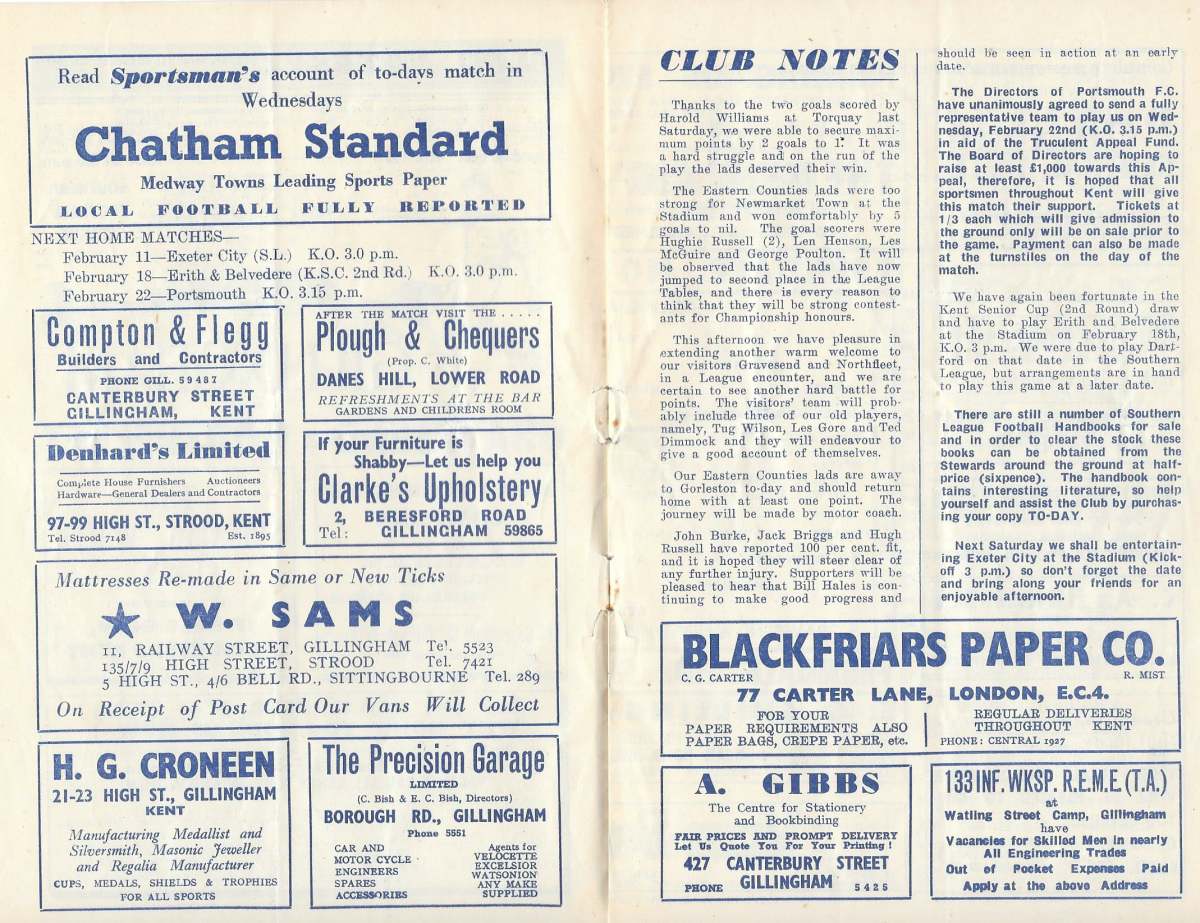 Read Sportsman's account of to-days match in
Wednesdays
Chatham Standard
Medway Towns Leading Sports Paper
LOCAL FOOTBALL FULLY REPORTED
NEXT HOME MATCHES—
February 11—Exeter City (S.L.) K.O. 3.0 p.m.
February 18—Erith & Belvedere (K.S.C. 2nd Rd.) K.O. 3.0 p.m.
February 22—Portsmouth K.O. 3.15 p.m.
Compton & Flegg
Builders and Contractors
PHONE GILL. 59487
CANTERBURY STREET
GILLINGHAM, KENT
AFTER THE MATCH VISIT THE .....
Plough & Chequers
(Prop. C. White)
DANES HILL, LOWER ROAD
REFRESHMENTS AT THE BAR
GARDENS AND CHILDRENS ROOM
Denhard's Limited
Complete House Furnishers Auctioneers
Hardware—General Dealers and Contractors
97-99 HIGH ST., STROOD, KENT
Tel. Strood 7148 Est. 1895
If your Furniture is
Shabby—Let us help you
Clarke's Upholstery
2, BERESFORD ROAD
Tel: GILLINGHAM 59865
Mattresses Re-made in Same or New Ticks
W. SAMS
11, RAILWAY STREET, GILLINGHAM Tel. 5523
135/7/9 HIGH STREET, STROOD Tel. 7421
5 HIGH ST., 4/6 BELL RD., SITTINGBOURNE Tel. 289
On Receipt of Post Card Our Vans Will Collect
H. G. CRONEEN
21-23 HIGH ST., GILLINGHAM
KENT
Manufacturing Medallist and
Silversmith, Masonic Jeweller
and Regalia Manufacturer
CUPS, MEDALS, SHIELDS & TROPHIES
FOR ALL SPORTS
The Precision Garage
LIMITED
(C. Bish & E. C. Bish, Directors)
BOROUGH RD., GILLINGHAM
Phone 5551
CAR AND
MOTOR CYCLE
ENGINEERS
SPARES
ACCESSORIES
Agents for
VELOCETTE
EXCELSIOR
WATSONION
ANY MAKE
SUPPLIED
CLUB NOTES
Thanks to the two goals scored by
Harold Williams at Torquay last
Saturday, we were able to secure maxi-
mum points by 2 goals to 1. It was
a hard struggle and on the run of the
play the lads deserved their win.
The Eastern Counties lads were too
strong for Newmarket Town at the
Stadium and won comfortably by 5
goals to nil. The goal scorers were
Hughie Russell (2), Len Henson, Les
McGuire and George Poulton. It will
be observed that the lads have now
jumped to second place in the League
Tables, and there is every reason to
think that they will be strong contest-
ants for Championship honours.
This afternoon we have pleasure in
extending another warm welcome to
our visitors Gravesend and Northfleet,
in a League encounter, and we are
certain to see another hard battle for
points. The visitors' team will prob-
ably include three of our old players,
namely, Tug Wilson, Les Gore and Ted
Dimmock and they will endeavour to
give a good account of themselves.
Our Eastern Counties lads are away
to Gorleston to-day and should return
home with at least one point. The
journey will be made by motor coach.
John Burke, Jack Briggs and Hugh
Russell have reported 100 per cent. fit,
and it is hoped they will steer clear of
any further injury. Supporters will be
pleased to hear that Bill Hales is con-
tinuing to make good progress and
should be seen in action at an early
date.
The Directors of Portsmouth F.C.
have unanimously agreed to send a fully
representative team to play us on Wed-
nesday, February 22nd (K.O. 3.15 p.m.)
in aid of the Truculent Appeal Fund.
The Board of Directors are hoping to
raise at least £1,000 towards this Ap-
peal, therefore, it is hoped that all
sportsmen throughout Kent will give
this match their support. Tickets at
1/3 each which will give admission to
the ground only will be on sale prior to
the game. Payment can also be made
at the turnstiles on the day of the
match.
We have again been fortunate in the
Kent Senior Cup (2nd Round) draw
and have to play Erith and Belvedere
at the Stadium on February 18th,
K.O. 3 p.m. We were due to play Dart-
ford on that date in the Southern
League, but arrangements are in hand
to play this game at a later date.
There are still a number of Southern
League Football Handbooks for sale
and in order to clear the stock these
books can be obtained from the
Stewards around the ground at half-
price (sixpence). The handbook con-
tains interesting literature, so help
yourself and assist the Club by purchas-
ing your copy TO-DAY.
Next Saturday we shall be entertain-
ing Exeter City at the Stadium (Kick-
off 3 p.m.) so don't forget the date
and bring along your friends for an
enjoyable afternoon.
BLACKFRIARS PAPER CO.
C. G. CARTER R. MIST
77 CARTER LANE, LONDON, E.C.4.
FOR YOUR
PAPER REQUIREMENTS ALSO
PAPER BAGS, CREPE PAPER, etc.
REGULAR DELIVERIES
THROUGHOUT KENT
PHONE: CENTRAL 1927
A. GIBBS
The Centre for Stationery
and Bookbinding
FAIR PRICES AND PROMPT DELIVERY
Let Us Quote You For Your Printing!
427 CANTERBURY STREET
PHONE GILLINGHAM 5425
133 INF. WKSP. R.E.M.E. (T.A.)
at
Watling Street Camp, Gillingham
have
Vacancies for Skilled Men in nearly
All Engineering Trades
Out of Pocket Expenses Paid
Apply at the above Address